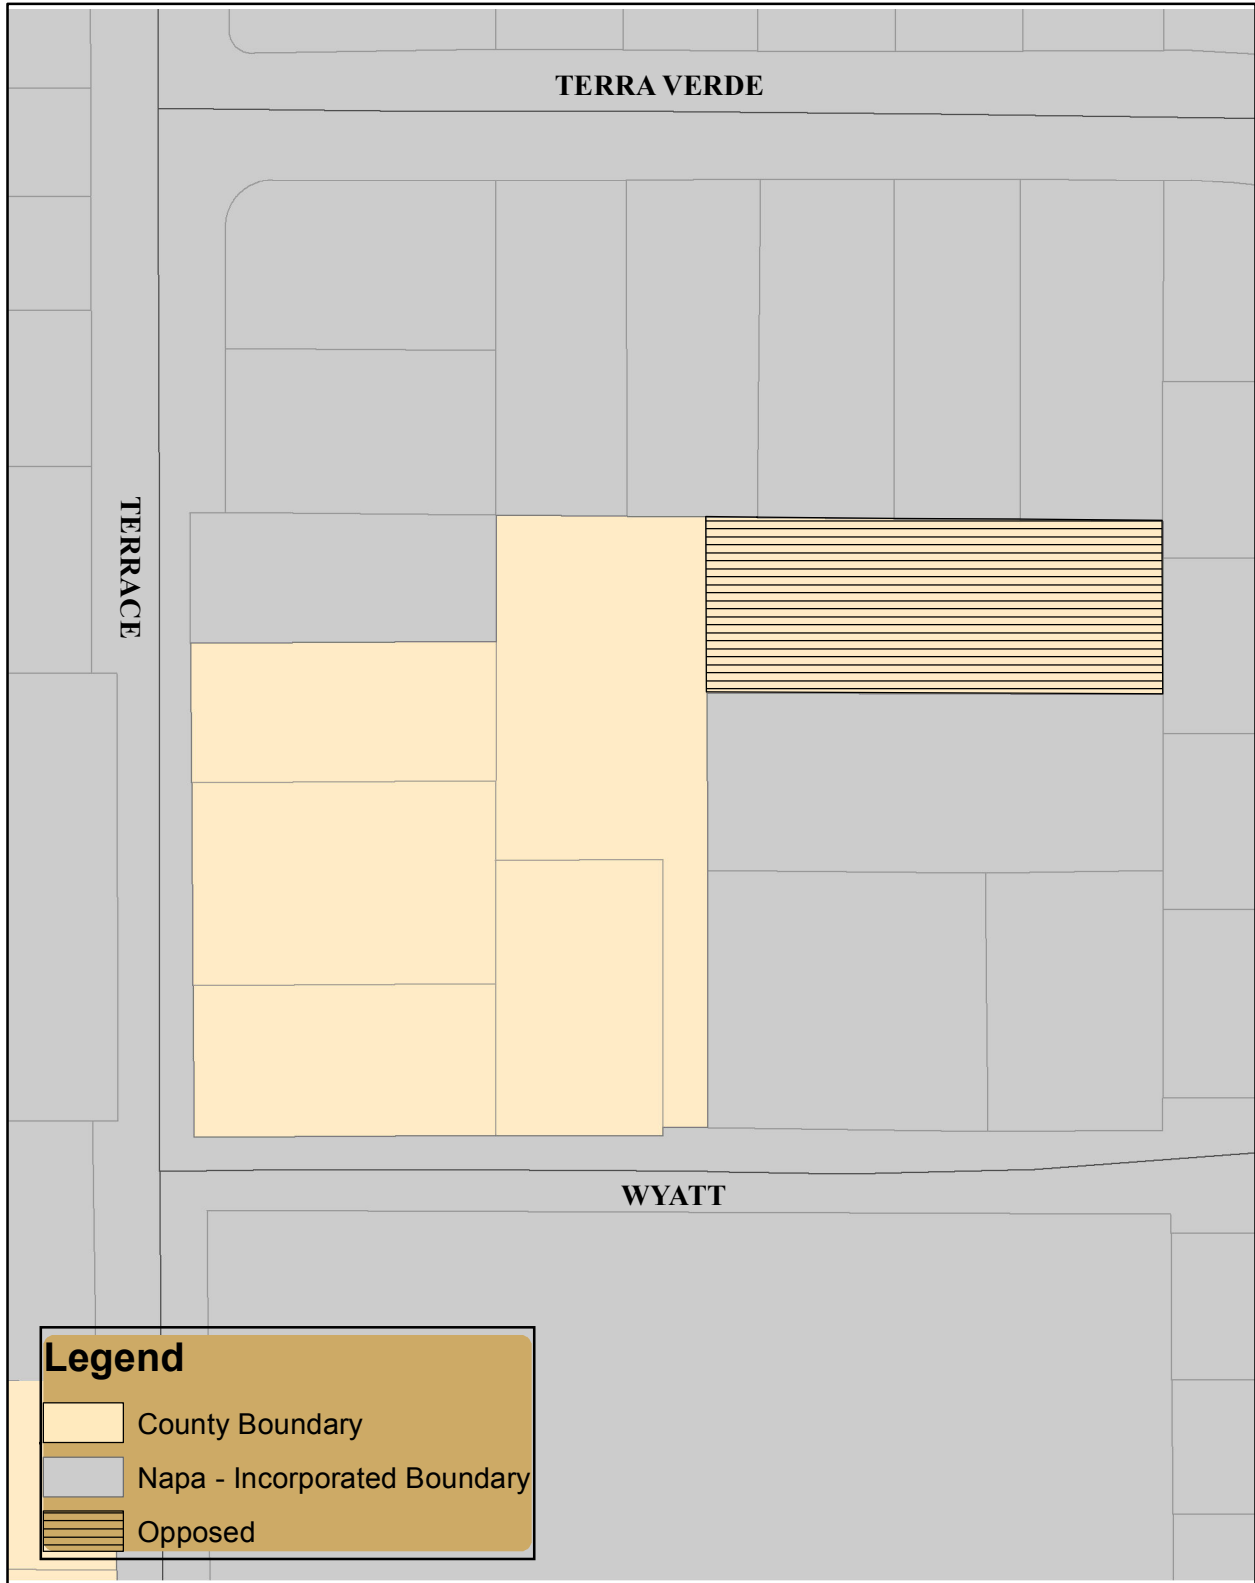 TERRA VERDE
TERRACE
WYATT
Legend
County Boundary
Napa - Incorporated Boundary
Opposed